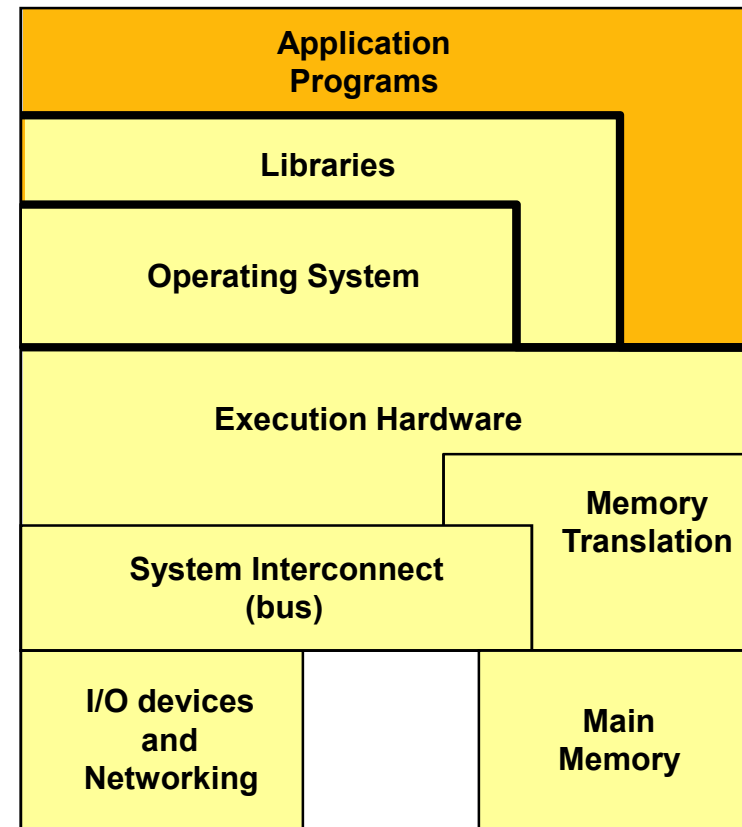 Application
Programs
Libraries
Operating System
Execution Hardware
Memory
Translation
System Interconnect
(bus)
I/O devices
and
Networking
Main
Memory